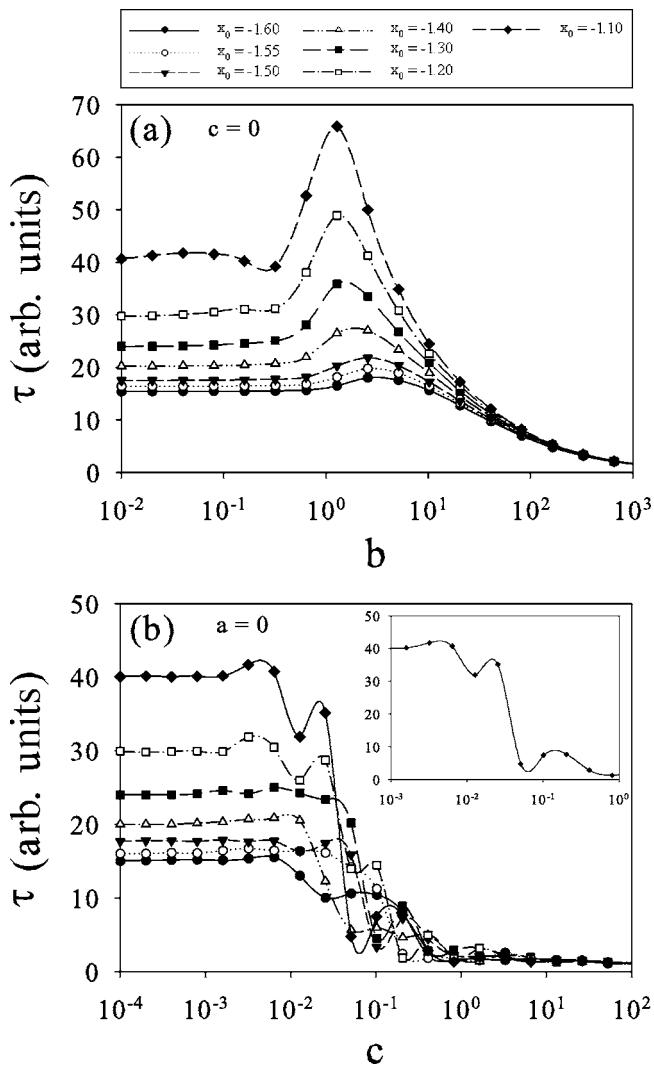 x₀ = -1.60 x₀ = -1.40 x₀ = -1.10
x₀ = -1.55 x₀ = -1.30
x₀ = -1.50 x₀ = -1.20
(a) c = 0
70
60
50
40
30
20
10
0
τ (arb. units)
10⁻² 10⁻¹ 10⁰ 10¹ 10² 10³
b
(b) a = 0
50
40
30
20
10
0
τ (arb. units)
50
40
30
20
10
0
10⁻³ 10⁻² 10⁻¹ 10⁰
10⁻⁴ 10⁻³ 10⁻² 10⁻¹ 10⁰ 10¹ 10²
c